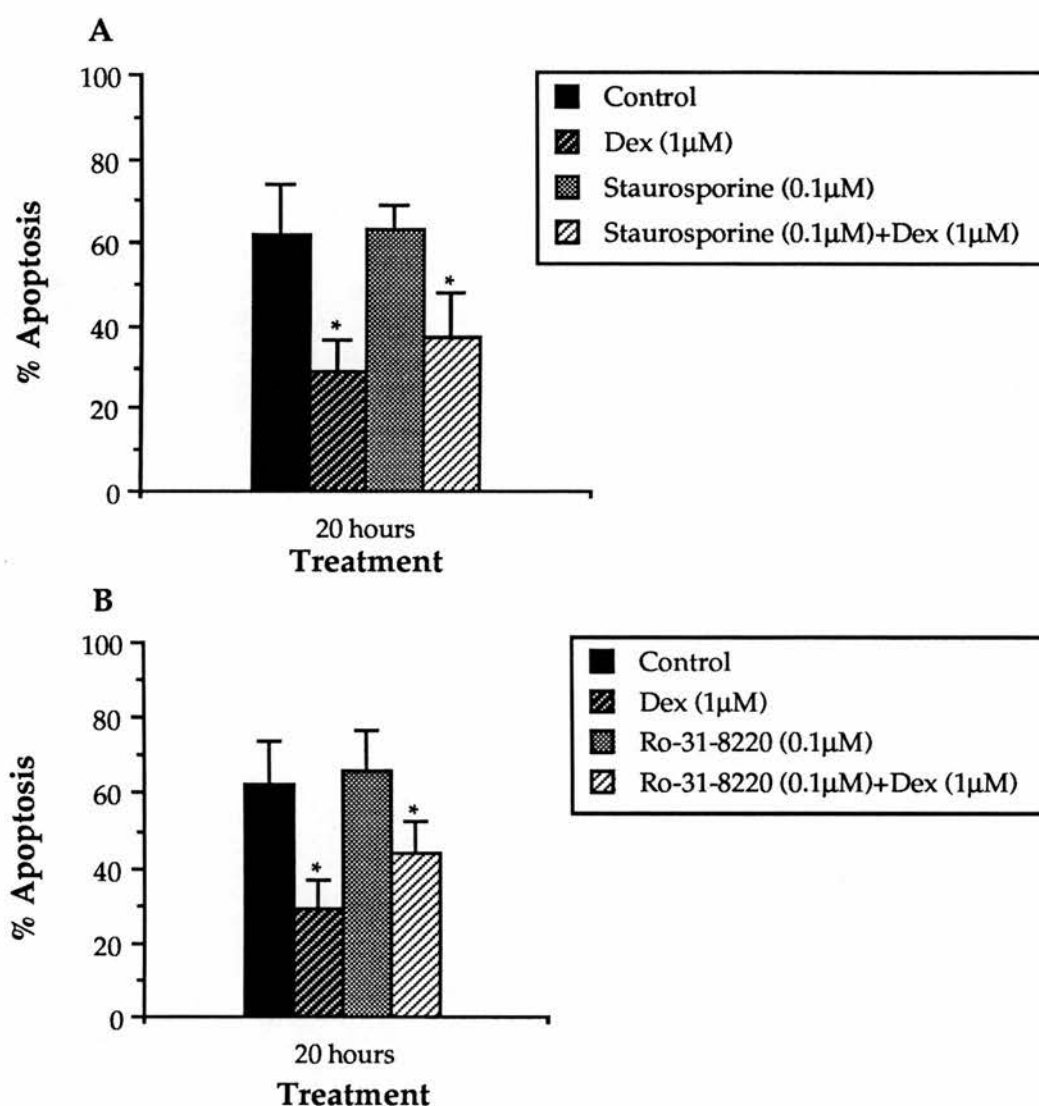 A
100
80
60
40
20
0
% Apoptosis
20 hours
Treatment
Control
Dex (1µM)
Staurosporine (0.1µM)
Staurosporine (0.1µM)+Dex (1µM)
*
*
B
100
80
60
40
20
0
% Apoptosis
20 hours
Treatment
Control
Dex (1µM)
Ro-31-8220 (0.1µM)
Ro-31-8220 (0.1µM)+Dex (1µM)
*
*